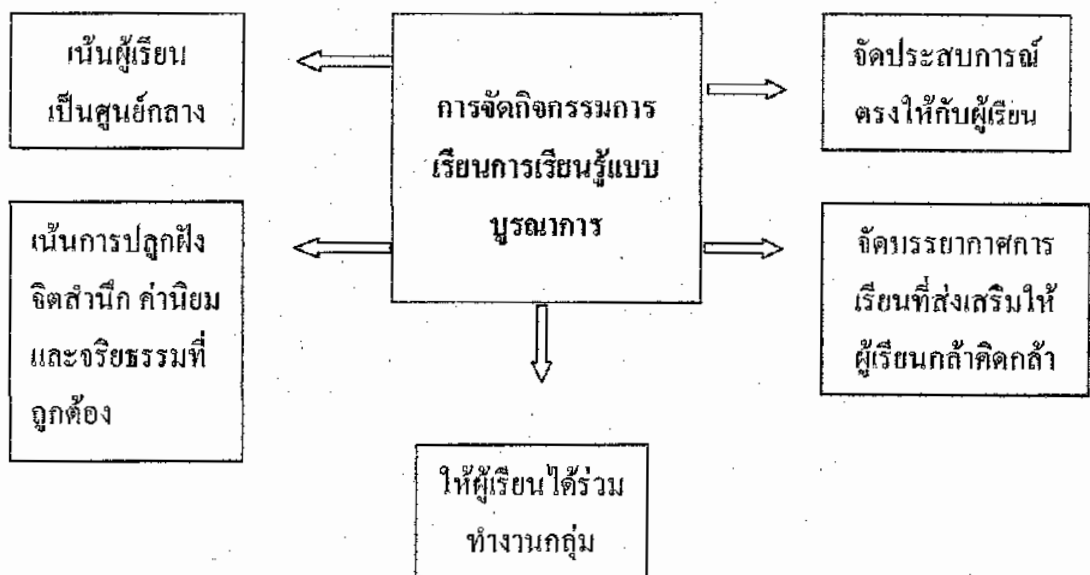 เน้นผู้เรียน
เป็นศูนย์กลาง
การจัดกิจกรรมการ
เรียนการเรียนรู้แบบ
บูรณาการ
จัดประสบการณ์
ตรงให้กับผู้เรียน
เน้นการปลูกฝัง
จิตสำนึก ค่านิยม
และจริยธรรมที่
ถูกต้อง
จัดบรรยากาศการ
เรียนที่ส่งเสริมให้
ผู้เรียนกล้าคิดกล้า
ให้ผู้เรียนได้ร่วม
ทำงานกลุ่ม